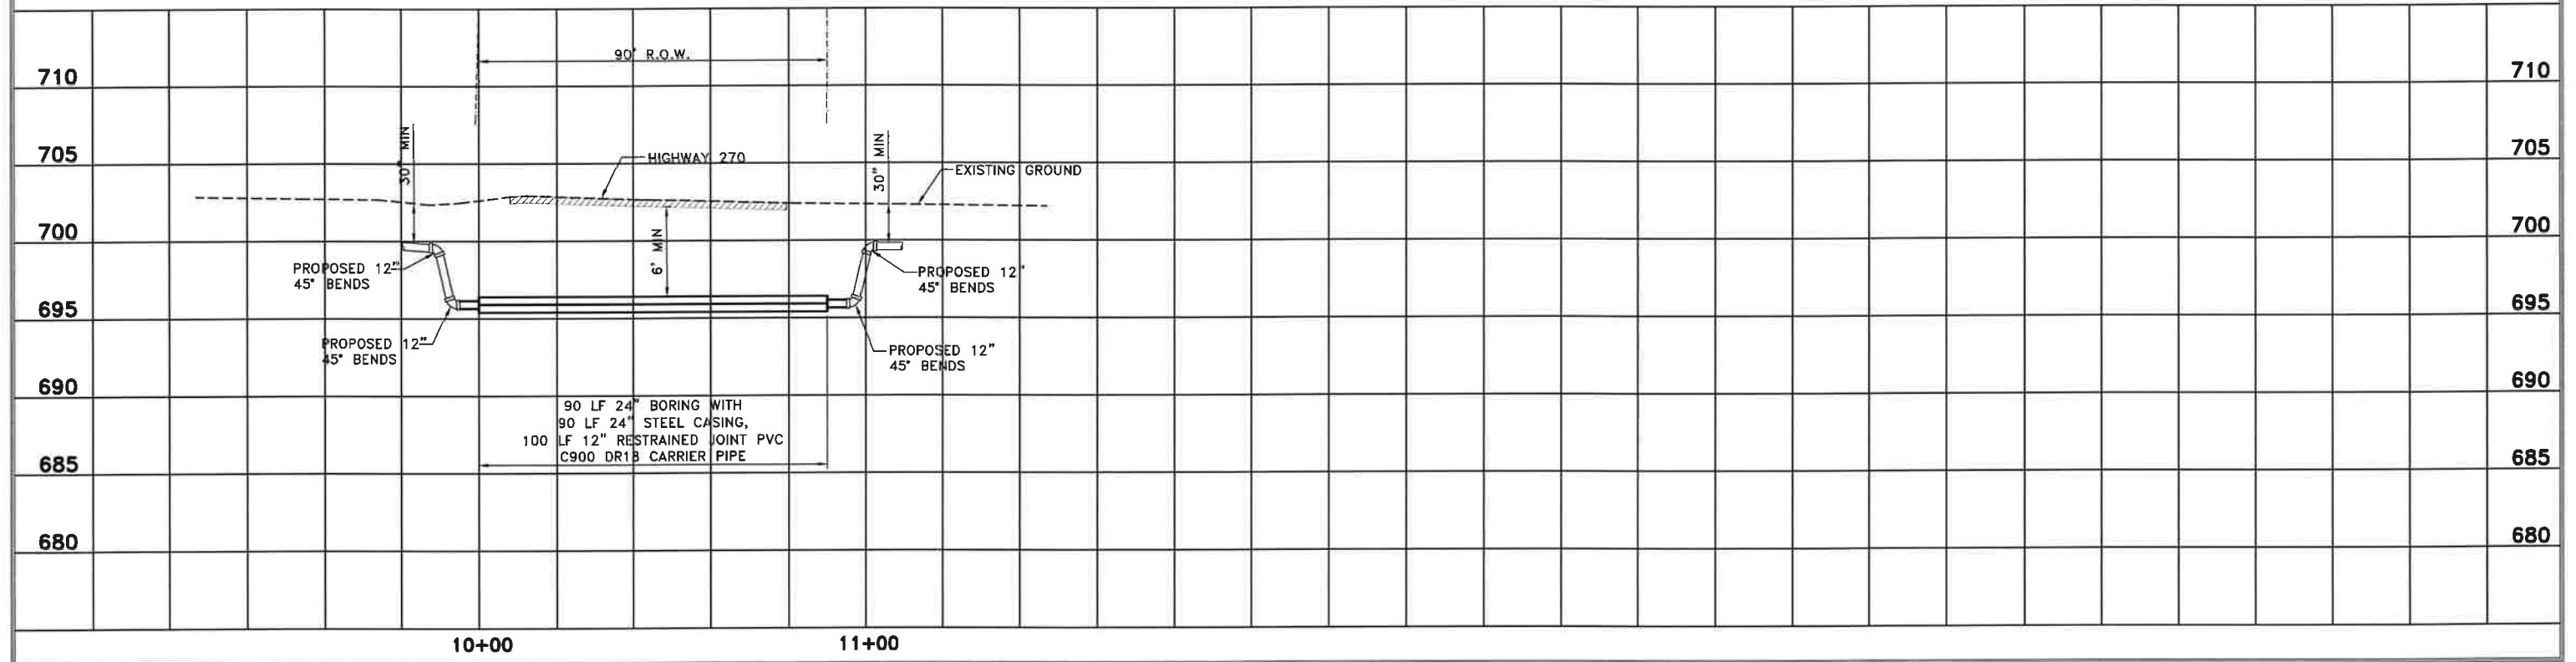 90' R.O.W.
710
710
30" MIN
30" MIN
705
HIGHWAY 270
705
EXISTING GROUND
700
6' MIN
700
PROPOSED 12"
45° BENDS
PROPOSED 12"
45° BENDS
695
695
PROPOSED 12"
45° BENDS
PROPOSED 12"
45° BENDS
690
690
90 LF 24" BORING WITH
90 LF 24" STEEL CASING,
100 LF 12" RESTRAINED JOINT PVC
C900 DR18 CARRIER PIPE
685
685
680
680
10+00
11+00